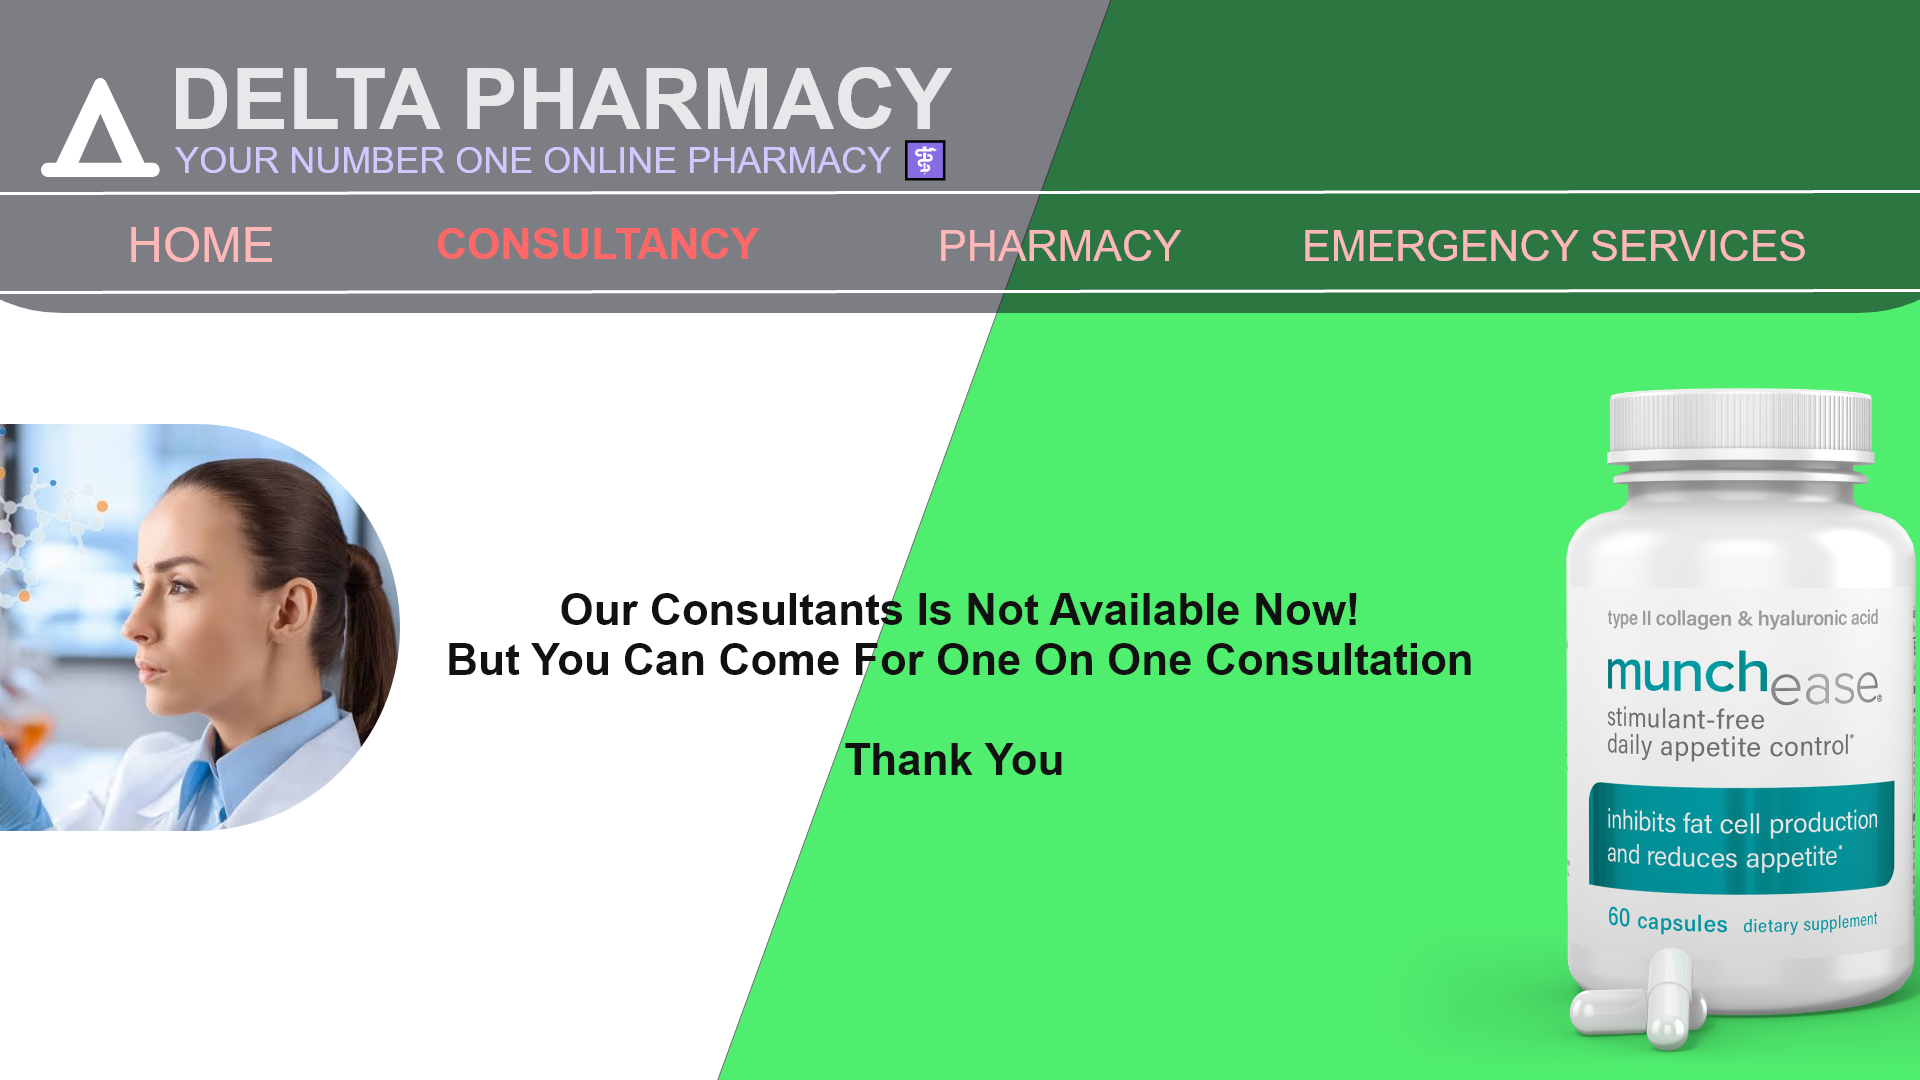 DELTA PHARMACY
YOUR NUMBER ONE ONLINE PHARMACY
HOME
CONSULTANCY
PHARMACY
EMERGENCY SERVICES
Our Consultants Is Not Available Now!
But You Can Come For One On One Consultation
Thank You
type II collagen & hyaluronic acid
munchease®
stimulant-free
daily appetite control*
inhibits fat cell production
and reduces appetite*
60 capsules dietary supplement